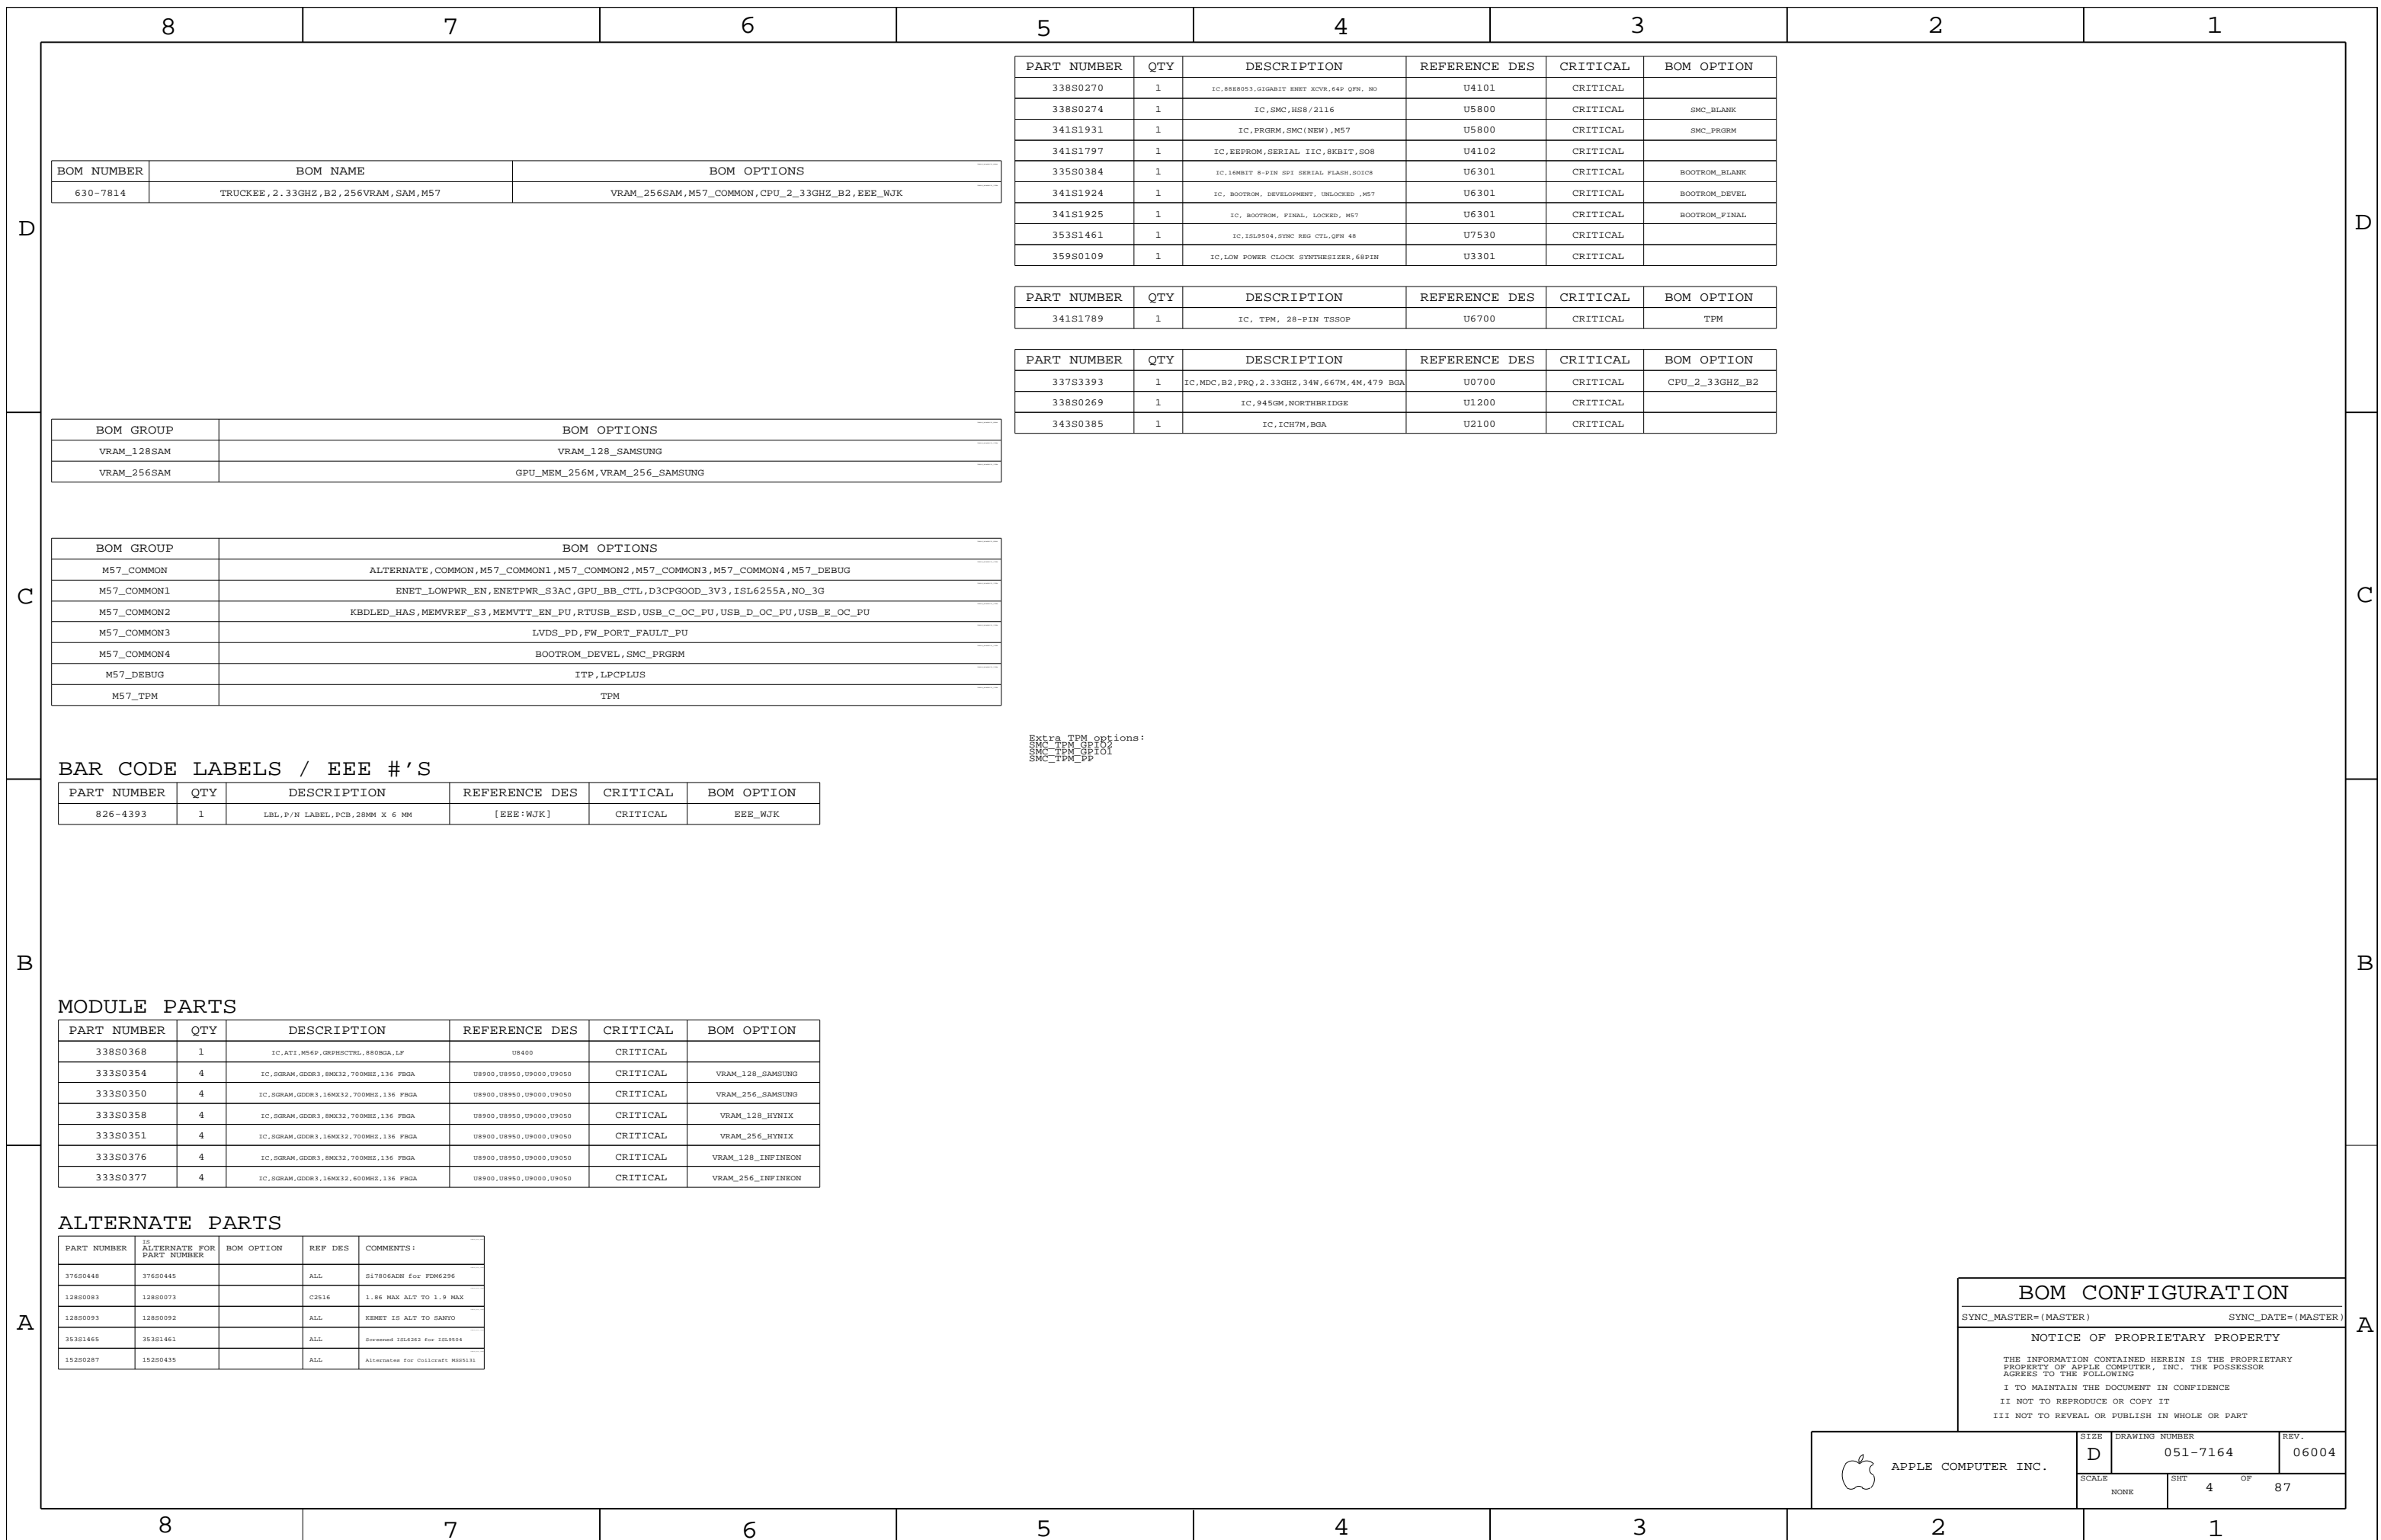 8 7 6 5 4 3 2 1
PART NUMBER QTY DESCRIPTION REFERENCE DES CRITICAL BOM OPTION
338S0270 1 IC,88E8053,GIGABIT ENET XCVR,64P QFN, NO U4101 CRITICAL
338S0274 1 IC,SMC,HS8/2116 U5800 CRITICAL SMC_BLANK
341S1931 1 IC,PRGRM,SMC(NEW),M57 U5800 CRITICAL SMC_PRGRM
341S1797 1 IC,EEPROM,SERIAL IIC,8KBIT,SO8 U4102 CRITICAL
335S0384 1 IC,16MBIT 8-PIN SPI SERIAL FLASH,SOIC8 U6301 CRITICAL BOOTROM_BLANK
341S1924 1 IC, BOOTROM, DEVELOPMENT, UNLOCKED ,M57 U6301 CRITICAL BOOTROM_DEVEL
341S1925 1 IC, BOOTROM, FINAL, LOCKED, M57 U6301 CRITICAL BOOTROM_FINAL
353S1461 1 IC,ISL9504,SYNC REG CTL,QFN 48 U7530 CRITICAL
359S0109 1 IC,LOW POWER CLOCK SYNTHESIZER,68PIN U3301 CRITICAL
BOM NUMBER BOM NAME BOM OPTIONS
630-7814 TRUCKEE,2.33GHZ,B2,256VRAM,SAM,M57 VRAM_256SAM,M57_COMMON,CPU_2_33GHZ_B2,EEE_WJK
D D
PART NUMBER QTY DESCRIPTION REFERENCE DES CRITICAL BOM OPTION
341S1789 1 IC, TPM, 28-PIN TSSOP U6700 CRITICAL TPM
PART NUMBER QTY DESCRIPTION REFERENCE DES CRITICAL BOM OPTION
337S3393 1 IC,MDC,B2,PRQ,2.33GHZ,34W,667M,4M,479 BGA U0700 CRITICAL CPU_2_33GHZ_B2
338S0269 1 IC,945GM,NORTHBRIDGE U1200 CRITICAL
343S0385 1 IC,ICH7M,BGA U2100 CRITICAL
BOM GROUP BOM OPTIONS
VRAM_128SAM VRAM_128_SAMSUNG
VRAM_256SAM GPU_MEM_256M,VRAM_256_SAMSUNG
BOM GROUP BOM OPTIONS
M57_COMMON ALTERNATE,COMMON,M57_COMMON1,M57_COMMON2,M57_COMMON3,M57_COMMON4,M57_DEBUG
M57_COMMON1 ENET_LOWPWR_EN,ENETPWR_S3AC,GPU_BB_CTL,D3CPGOOD_3V3,ISL6255A,NO_3G
M57_COMMON2 KBDLED_HAS,MEMVREF_S3,MEMVTT_EN_PU,RTUSB_ESD,USB_C_OC_PU,USB_D_OC_PU,USB_E_OC_PU
M57_COMMON3 LVDS_PD,FW_PORT_FAULT_PU
M57_COMMON4 BOOTROM_DEVEL,SMC_PRGRM
M57_DEBUG ITP,LPCPLUS
M57_TPM TPM
C C
Extra TPM options:
SMC_TPM_GPIO2
SMC_TPM_GPIO1
SMC_TPM_PP
BAR CODE LABELS / EEE #'S
PART NUMBER QTY DESCRIPTION REFERENCE DES CRITICAL BOM OPTION
826-4393 1 LBL,P/N LABEL,PCB,28MM X 6 MM [EEE:WJK] CRITICAL EEE_WJK
B B
MODULE PARTS
PART NUMBER QTY DESCRIPTION REFERENCE DES CRITICAL BOM OPTION
338S0368 1 IC,ATI,M56P,GRPHSCTRL,880BGA,LF U8400 CRITICAL
333S0354 4 IC,SGRAM,GDDR3,8MX32,700MHZ,136 FBGA U8900,U8950,U9000,U9050 CRITICAL VRAM_128_SAMSUNG
333S0350 4 IC,SGRAM,GDDR3,16MX32,700MHZ,136 FBGA U8900,U8950,U9000,U9050 CRITICAL VRAM_256_SAMSUNG
333S0358 4 IC,SGRAM,GDDR3,8MX32,700MHZ,136 FBGA U8900,U8950,U9000,U9050 CRITICAL VRAM_128_HYNIX
333S0351 4 IC,SGRAM,GDDR3,16MX32,700MHZ,136 FBGA U8900,U8950,U9000,U9050 CRITICAL VRAM_256_HYNIX
333S0376 4 IC,SGRAM,GDDR3,8MX32,700MHZ,136 FBGA U8900,U8950,U9000,U9050 CRITICAL VRAM_128_INFINEON
333S0377 4 IC,SGRAM,GDDR3,16MX32,600MHZ,136 FBGA U8900,U8950,U9000,U9050 CRITICAL VRAM_256_INFINEON
ALTERNATE PARTS
PART NUMBER IS ALTERNATE FOR PART NUMBER BOM OPTION REF DES COMMENTS:
376S0448 376S0445 ALL Si7806ADN for FDM6296
128S0083 128S0073 C2516 1.86 MAX ALT TO 1.9 MAX
128S0093 128S0092 ALL KEMET IS ALT TO SANYO
353S1465 353S1461 ALL Screened ISL6262 for ISL9504
152S0287 152S0435 ALL Alternates for Coilcraft MSS5131
A A
BOM CONFIGURATION
SYNC_MASTER=(MASTER) SYNC_DATE=(MASTER)
NOTICE OF PROPRIETARY PROPERTY
THE INFORMATION CONTAINED HEREIN IS THE PROPRIETARY
PROPERTY OF APPLE COMPUTER, INC. THE POSSESSOR
AGREES TO THE FOLLOWING
I TO MAINTAIN THE DOCUMENT IN CONFIDENCE
II NOT TO REPRODUCE OR COPY IT
III NOT TO REVEAL OR PUBLISH IN WHOLE OR PART
APPLE COMPUTER INC.
SIZE DRAWING NUMBER REV.
D 051-7164 06004
SCALE SHT OF
NONE 4 87
8 7 6 5 4 3 2 1